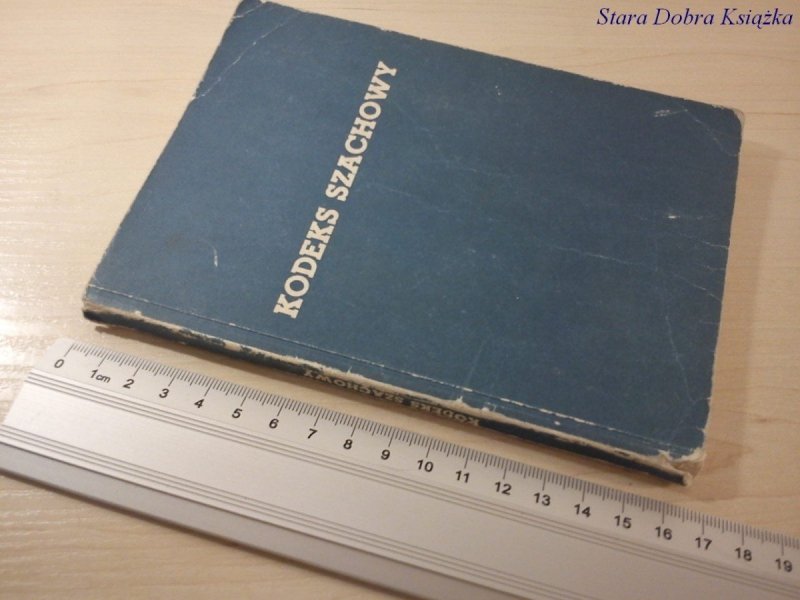 Stara Dobra Książka
KODEKS SZACHOWY
KODEKS SZACHOWY
0 1cm 2 3 4 5 6 7 8 9 10 11 12 13 14 15 16 17 18 19